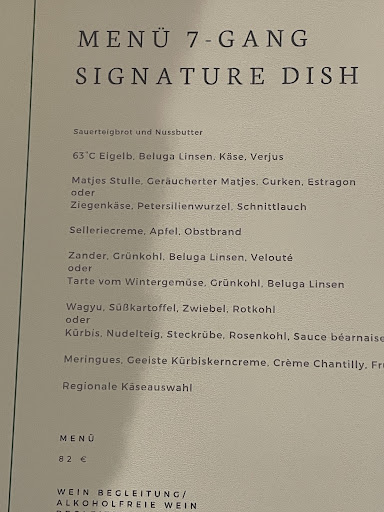 MENÜ 7-GANG
SIGNATURE DISH
Sauerteigbrot und Nussbutter
63°C Eigelb, Beluga Linsen, Käse, Verjus
Matjes Stulle, Geräucherter Matjes, Gurken, Estragon
oder
Ziegenkäse, Petersilienwurzel, Schnittlauch
Selleriecreme, Apfel, Obstbrand
Zander, Grünkohl, Beluga Linsen, Velouté
oder
Tarte vom Wintergemüse, Grünkohl, Beluga Linsen
Wagyu, Süßkartoffel, Zwiebel, Rotkohl
oder
Kürbis, Nudelteig, Steckrübe, Rosenkohl, Sauce béarnaise
Meringues, Geeiste Kürbiskerncreme, Crème Chantilly,
Regionale Käseauswahl
MENÜ
82 €
WEIN BEGLEITUNG/
ALKOHOLFREIE WEIN